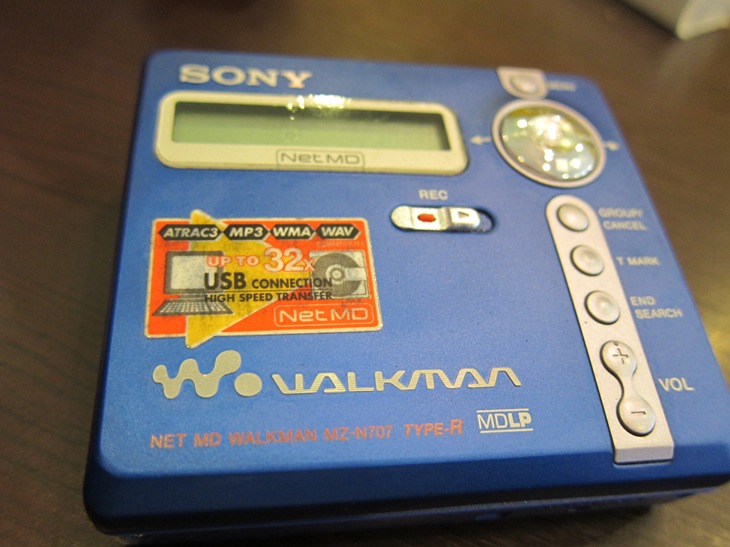 SONY
MENU
NetMD
REC
GROUP/
CANCEL
T MARK
END
SEARCH
VOL
ATRAC3 MP3 WMA WAV
UP TO 32x
USB CONNECTION
HIGH SPEED TRANSFER
NetMD
WALKMAN
NET MD WALKMAN MZ-N707 TYPE-R MDLP